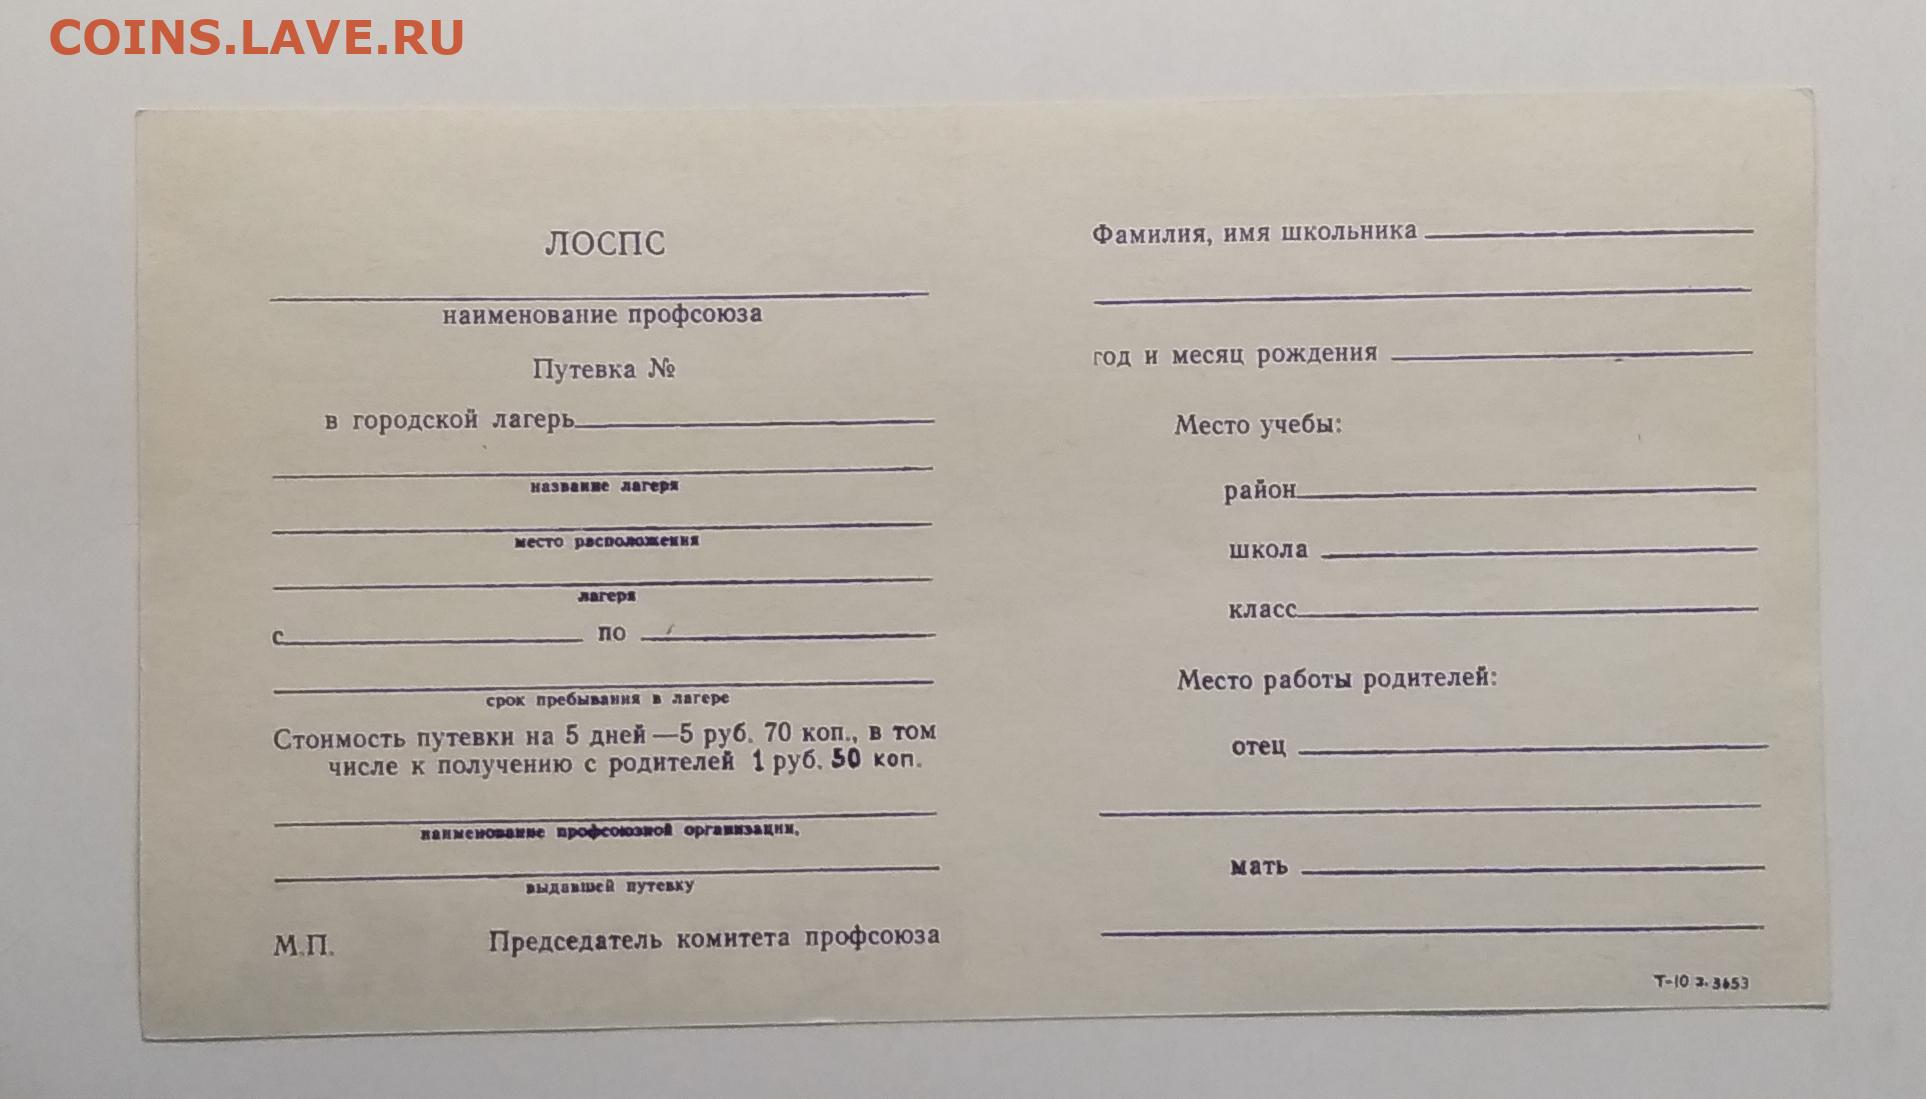 COINS.LAVE.RU
ЛОСПС
наименование профсоюза
Путевка №
в городской лагерь
название лагеря
место расположения
лагеря
с по
срок пребывания в лагере
Стоимость путевки на 5 дней — 5 руб. 70 коп., в том
числе к получению с родителей 1 руб. 50 коп.
наименование профсоюзной организации,
выдавшей путевку
М.П. Председатель комитета профсоюза
Фамилия, имя школьника
год и месяц рождения
Место учебы:
район
школа
класс
Место работы родителей:
отец
мать
Т-10 з. 3653